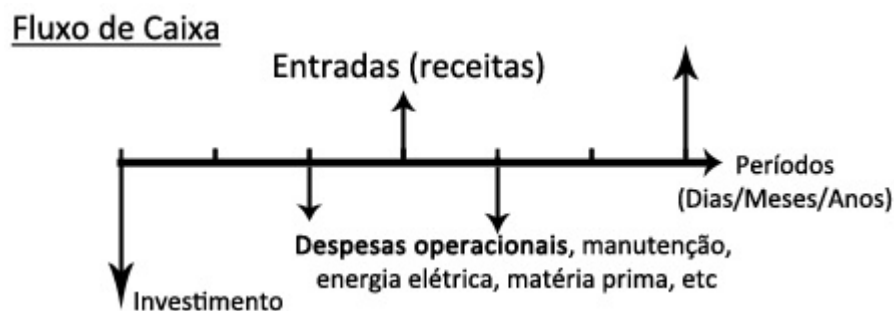 Fluxo de Caixa
Entradas (receitas)
Períodos
(Dias/Meses/Anos)
Despesas operacionais, manutenção,
energia elétrica, matéria prima, etc
Investimento